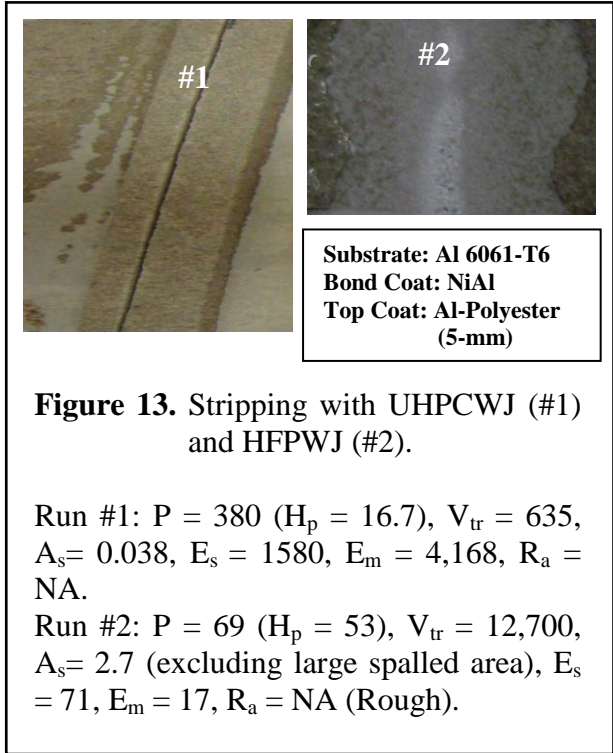 #1
#2
Substrate: Al 6061-T6
Bond Coat: NiAl
Top Coat: Al-Polyester
(5-mm)
Figure 13. Stripping with UHPCWJ (#1)
and HFPWJ (#2).
Run #1: P = 380 (Hp = 16.7), Vtr = 635,
As= 0.038, Es = 1580, Em = 4,168, Ra =
NA.
Run #2: P = 69 (Hp = 53), Vtr = 12,700,
As= 2.7 (excluding large spalled area), Es
= 71, Em = 17, Ra = NA (Rough).